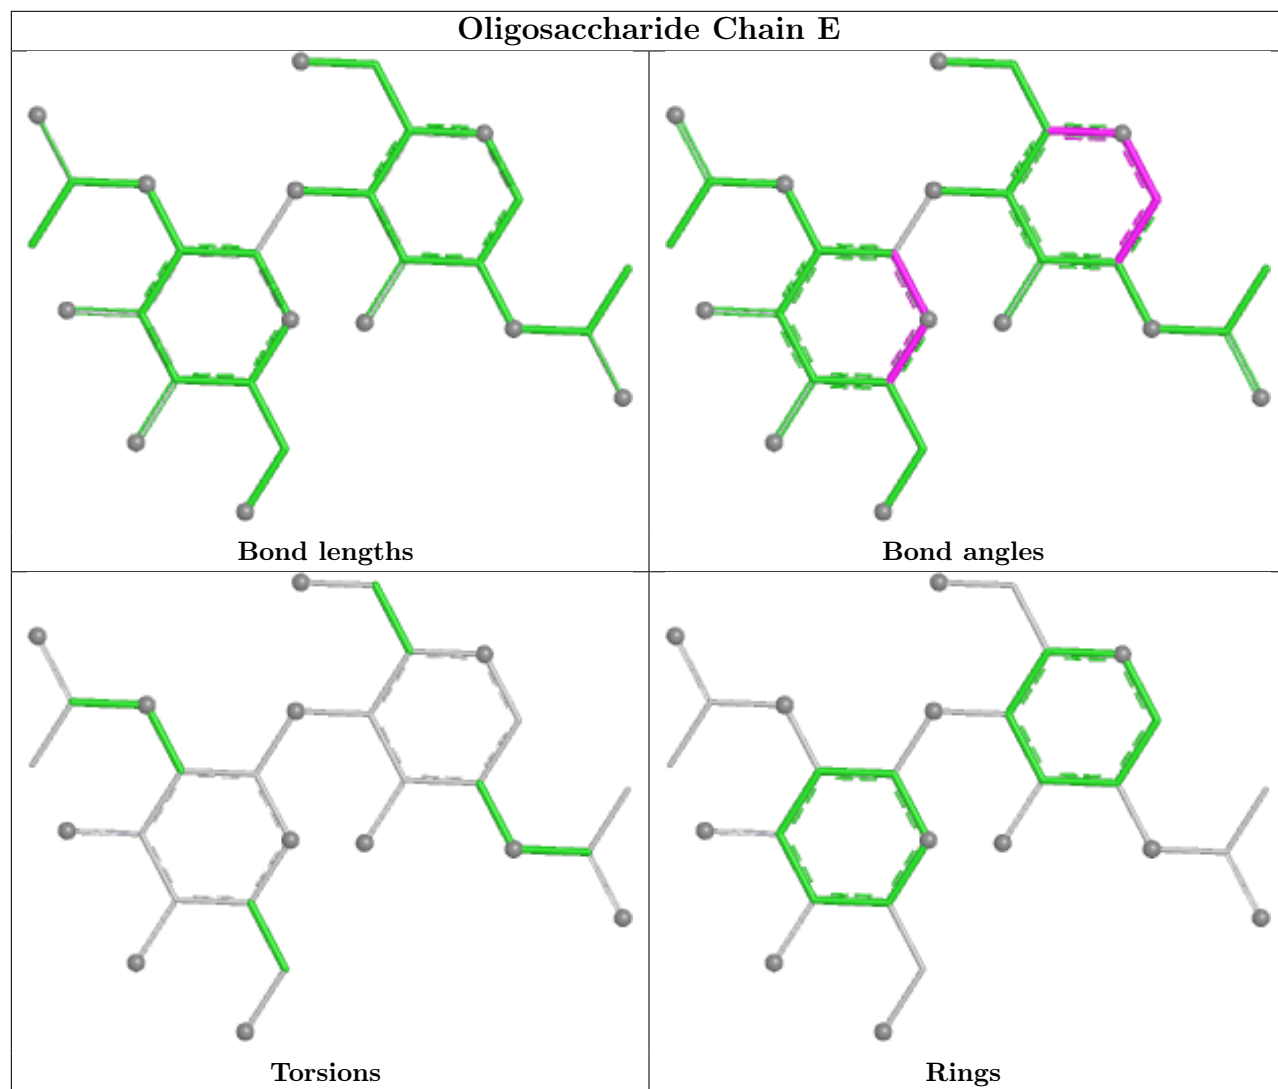 Oligosaccharide Chain E
Bond lengths
Bond angles
Torsions
Rings